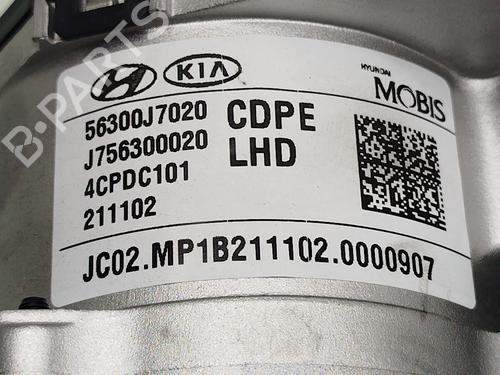 B-PARTS
KIA
HYUNDAI
MOBIS
56300J7020
J756300020
4CPDC101
211102
CDPE
LHD
JC02.MP1B211102.0000907